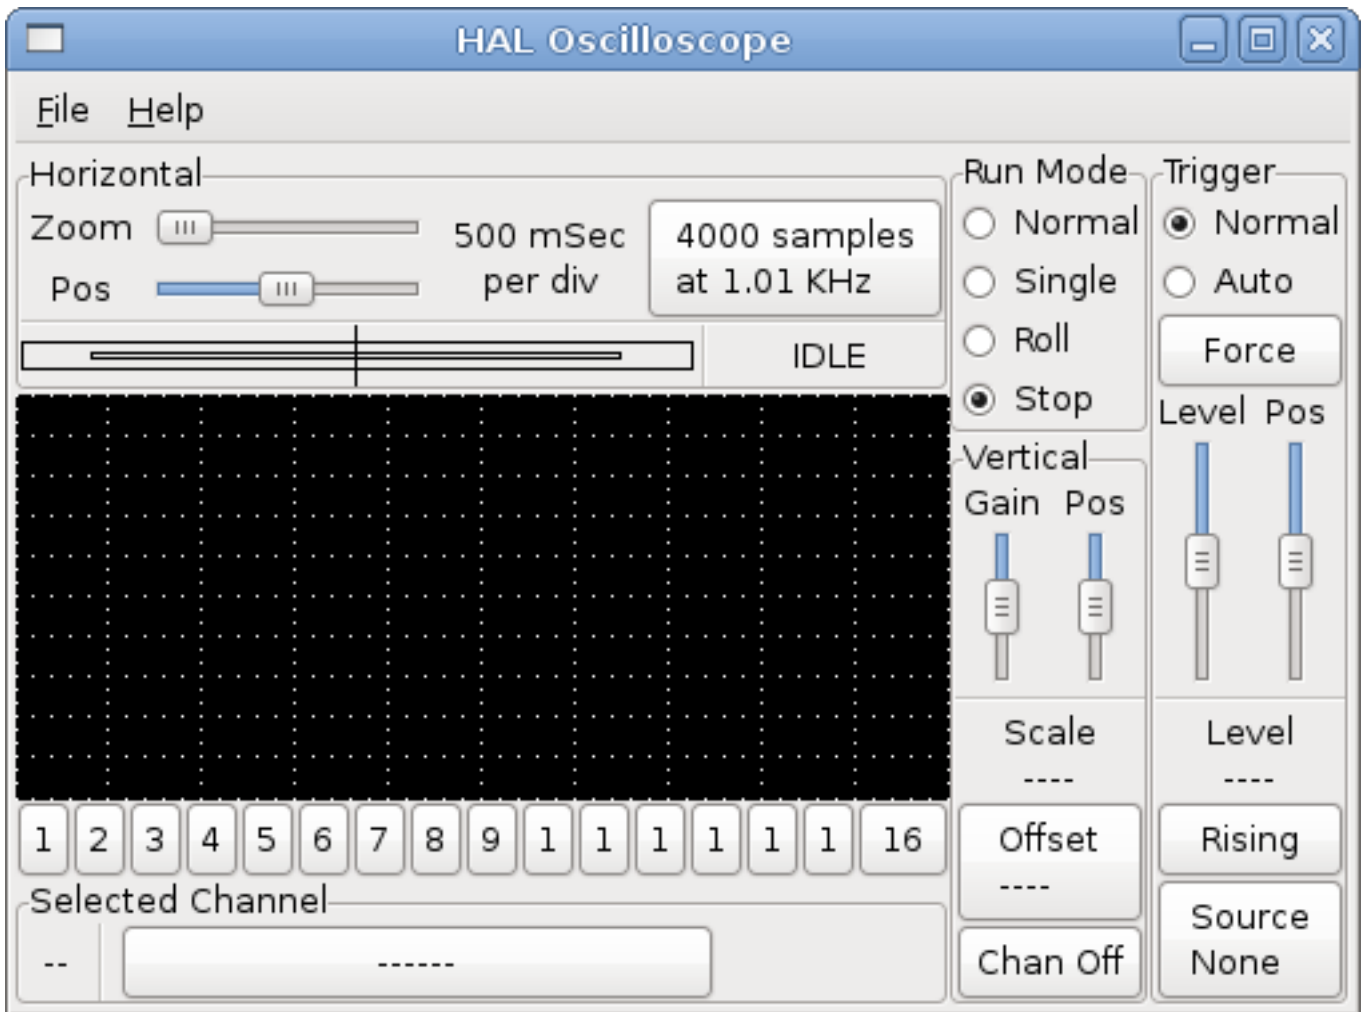 HAL Oscilloscope
File Help
Horizontal
Zoom
Pos
500 mSec
per div
4000 samples
at 1.01 KHz
IDLE
Run Mode
Normal
Single
Roll
Stop
Trigger
Normal
Auto
Force
Level Pos
Vertical
Gain Pos
Scale
----
Level
----
1 2 3 4 5 6 7 8 9 1 1 1 1 1 1 16
Offset
----
Rising
Selected Channel
--
------
Chan Off
Source
None